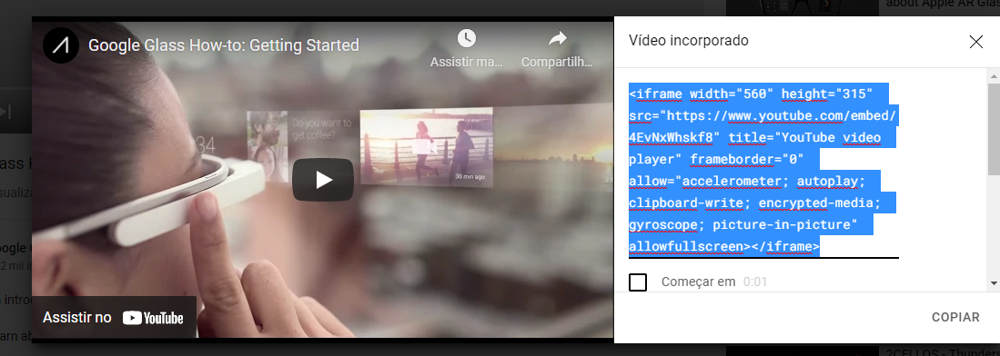 about Apple AR Glas
Google Glass How-to: Getting Started
Assistir ma...
Compartilh...
Vídeo incorporado
<iframe width="560" height="315"
src="https://www.youtube.com/embed/
4EvNxWhskf8" title="YouTube video
player" frameborder="0"
allow="accelerometer; autoplay;
clipboard-write; encrypted-media;
gyroscope; picture-in-picture"
allowfullscreen></iframe>
34
Do you want to
get coffee?
30 min ago
lass H
sualiz
oogle G
2 mil i
introd
arn ab
Assistir no YouTube
Começar em 0:01
COPIAR
2CELLOS - Thunders